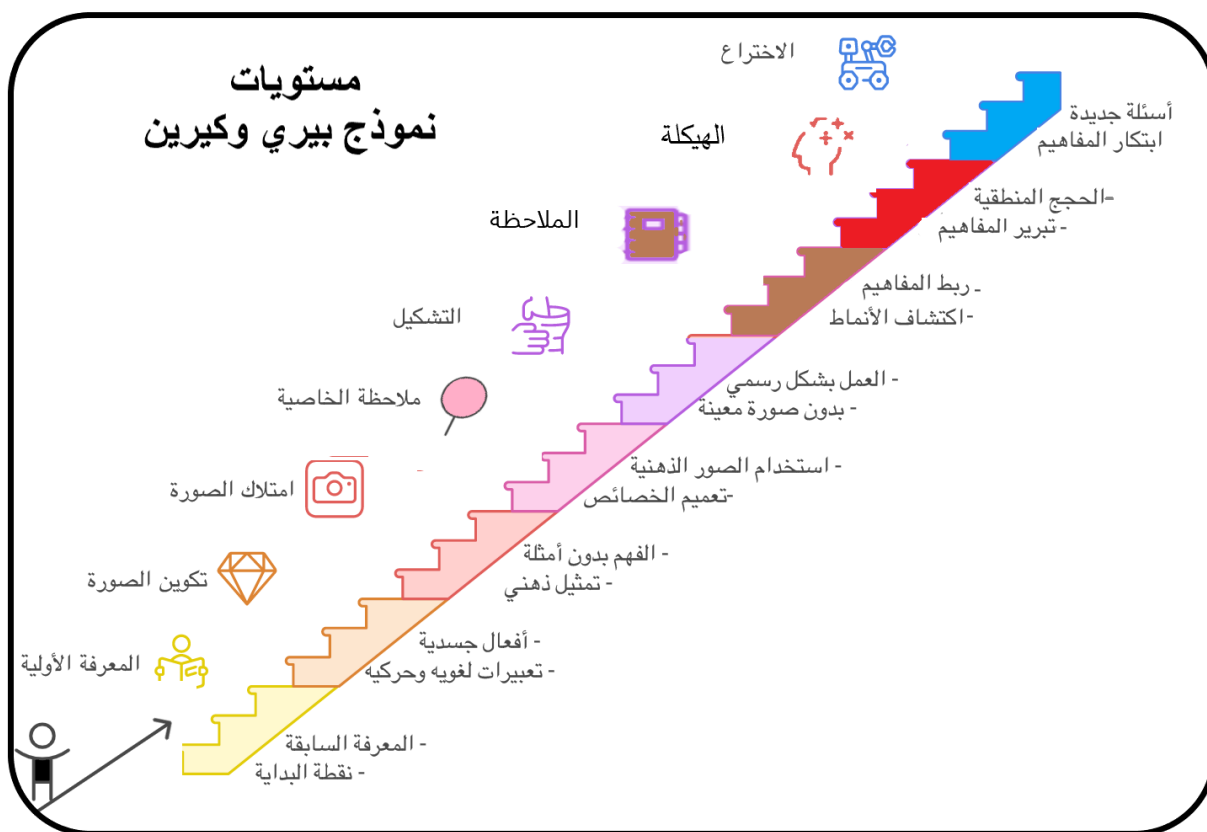 مستويات
نموذج بيري وكيرين
الاختراع
أسئلة جديدة
ابتكار المفاهيم
الهيكلة
-الحجج المنطقية
- تبرير المفاهيم
الملاحظة
- ربط المفاهيم
- اكتشاف الأنماط
التشكيل
- العمل بشكل رسمي
- بدون صورة معينة
ملاحظة الخاصية
- استخدام الصور الذهنية
-تعميم الخصائص
امتلاك الصورة
- الفهم بدون أمثلة
- تمثيل ذهني
تكوين الصورة
- أفعال جسدية
- تعبيرات لغويه وحركيه
المعرفة الأولية
- المعرفة السابقة
- نقطة البداية